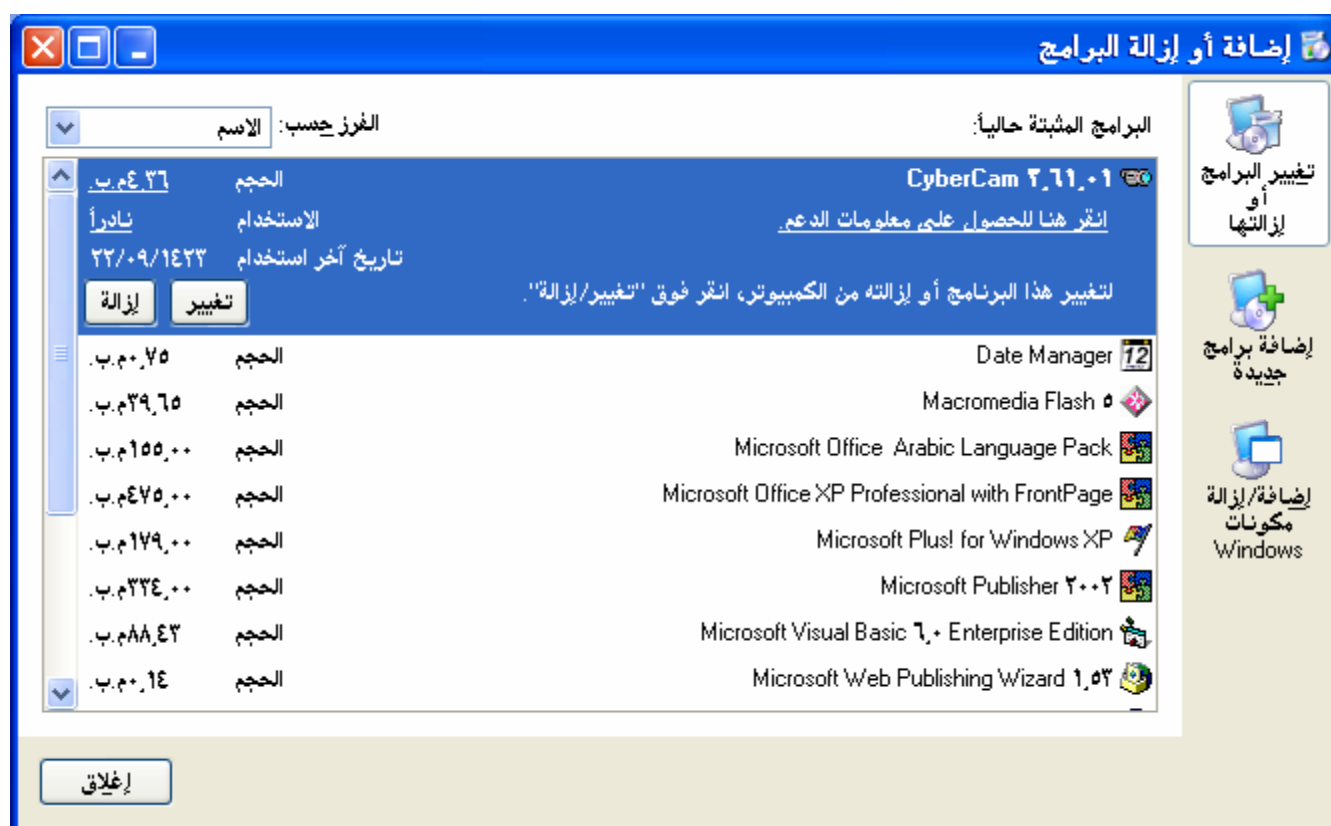 إضافة أو إزالة البرامج
تغيير البرامج
أو
إزالتها
إضافة برامج
جديدة
إضافة/إزالة
مكونات
Windows
البرامج المثبتة حالياً:
الفرز حسب: الاسم
CyberCam ٢,٦١,٠١
الحجم ٤,٣٦م.ب.
انقر هنا للحصول على معلومات الدعم.
الاستخدام نادراً
تاريخ آخر استخدام ٢٢/٠٩/١٤٢٣
لتغيير هذا البرنامج أو إزالته من الكمبيوتر، انقر فوق "تغيير/إزالة".
تغيير إزالة
Date Manager الحجم ٠,٧٥م.ب.
Macromedia Flash ٥ الحجم ٣٩,٦٥م.ب.
Microsoft Office Arabic Language Pack الحجم ١٥٥,٠٠م.ب.
Microsoft Office XP Professional with FrontPage الحجم ٤٧٥,٠٠م.ب.
Microsoft Plus! for Windows XP الحجم ١٧٩,٠٠م.ب.
Microsoft Publisher ٢٠٠٢ الحجم ٣٣٤,٠٠م.ب.
Microsoft Visual Basic ٦,٠ Enterprise Edition الحجم ٨٨,٤٣م.ب.
Microsoft Web Publishing Wizard ١,٥٣ الحجم ٠,١٤م.ب.
إغلاق